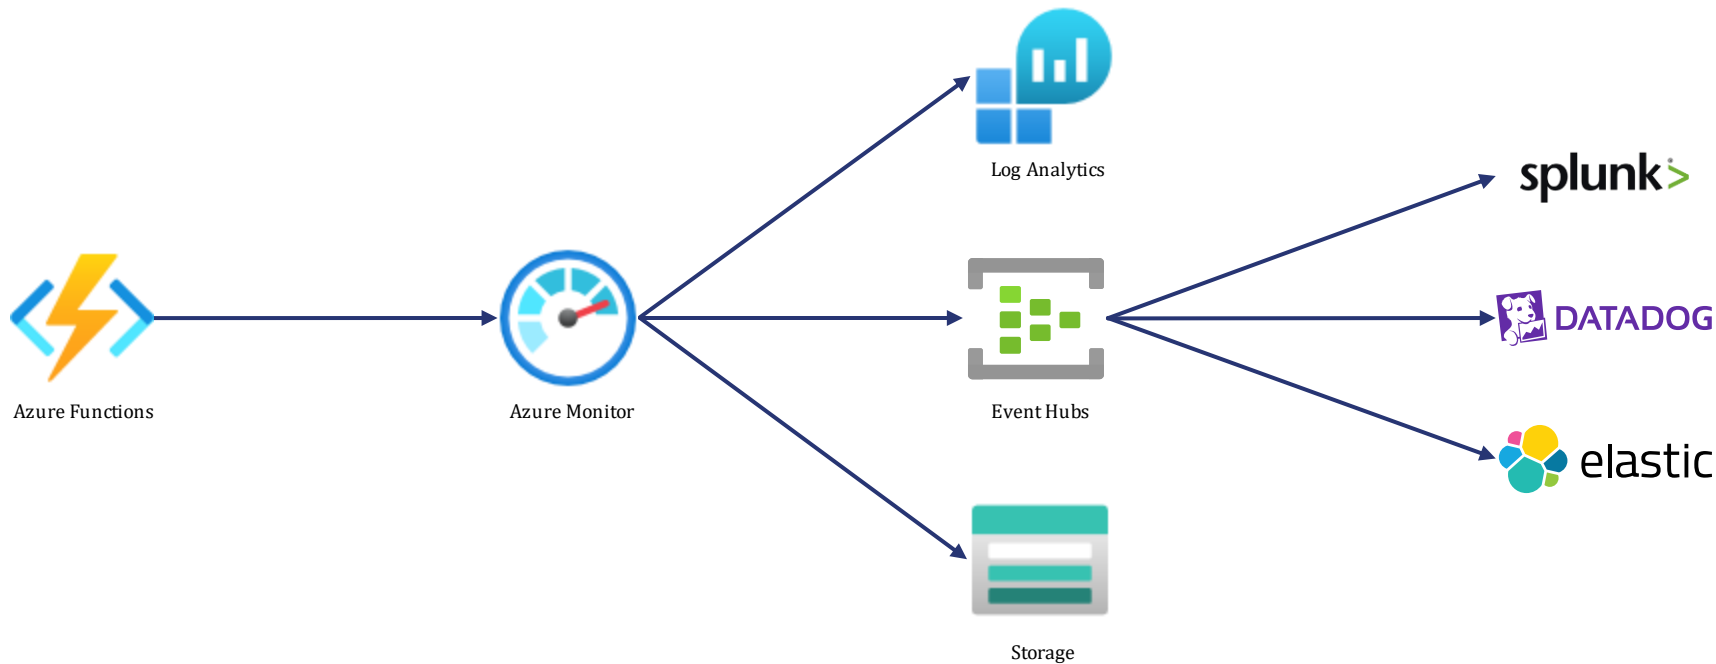 Log Analytics
splunk>
Azure Functions
Azure Monitor
Event Hubs
DATADOG
elastic
Storage